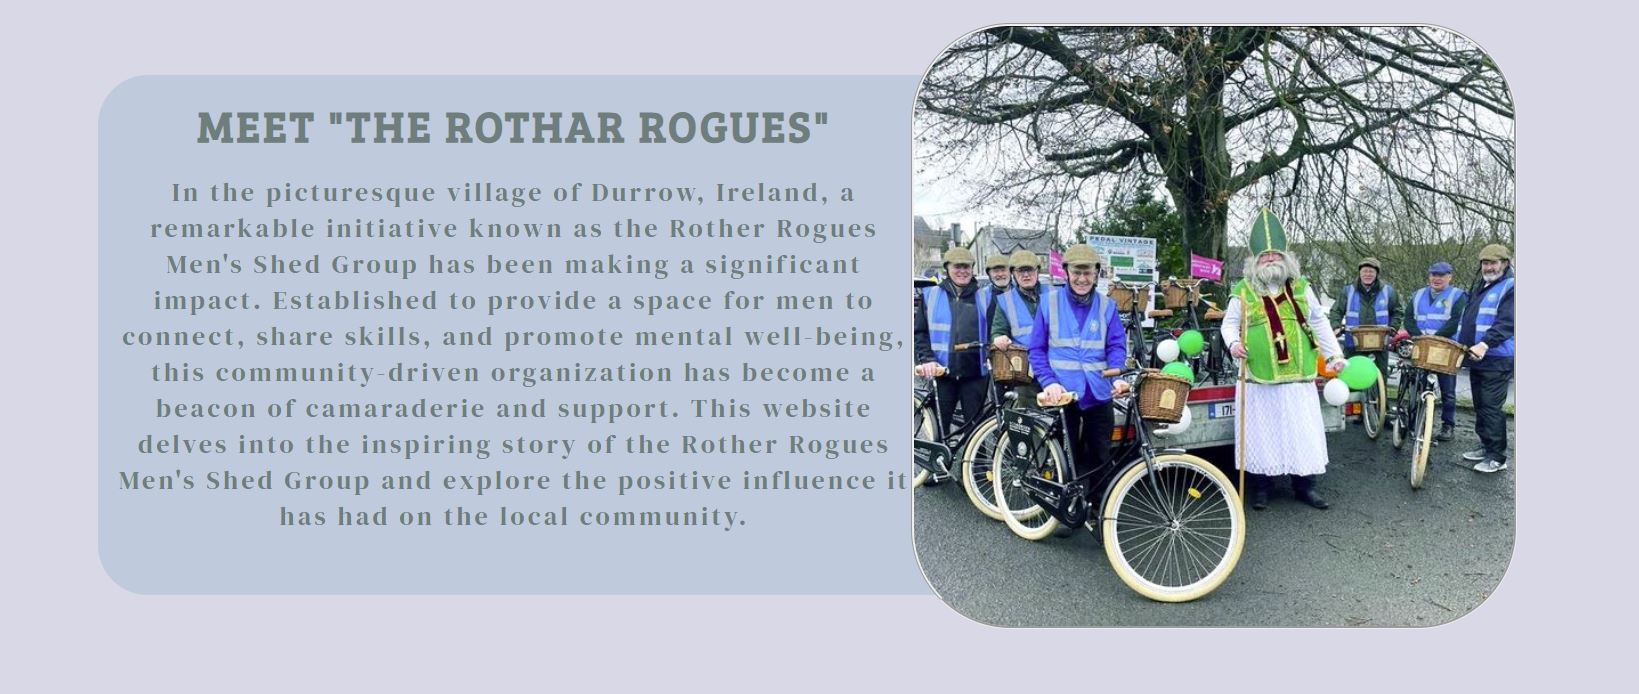 MEET "THE ROTHAR ROGUES"
In the picturesque village of Durrow, Ireland, a
remarkable initiative known as the Rother Rogues
Men's Shed Group has been making a significant
impact. Established to provide a space for men to
connect, share skills, and promote mental well-being,
this community-driven organization has become a
beacon of camaraderie and support. This website
delves into the inspiring story of the Rother Rogues
Men's Shed Group and explore the positive influence it
has had on the local community.
PEDAL VINTAGE
171-